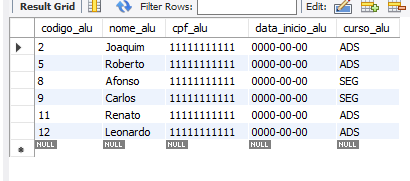 Result Grid Filter Rows: Edit:
codigo_alu nome_alu cpf_alu data_inicio_alu curso_alu
2 Joaquim 11111111111 0000-00-00 ADS
5 Roberto 11111111111 0000-00-00 ADS
8 Afonso 11111111111 0000-00-00 SEG
9 Carlos 11111111111 0000-00-00 SEG
11 Renato 11111111111 0000-00-00 ADS
12 Leonardo 11111111111 0000-00-00 ADS
NULL NULL NULL NULL NULL